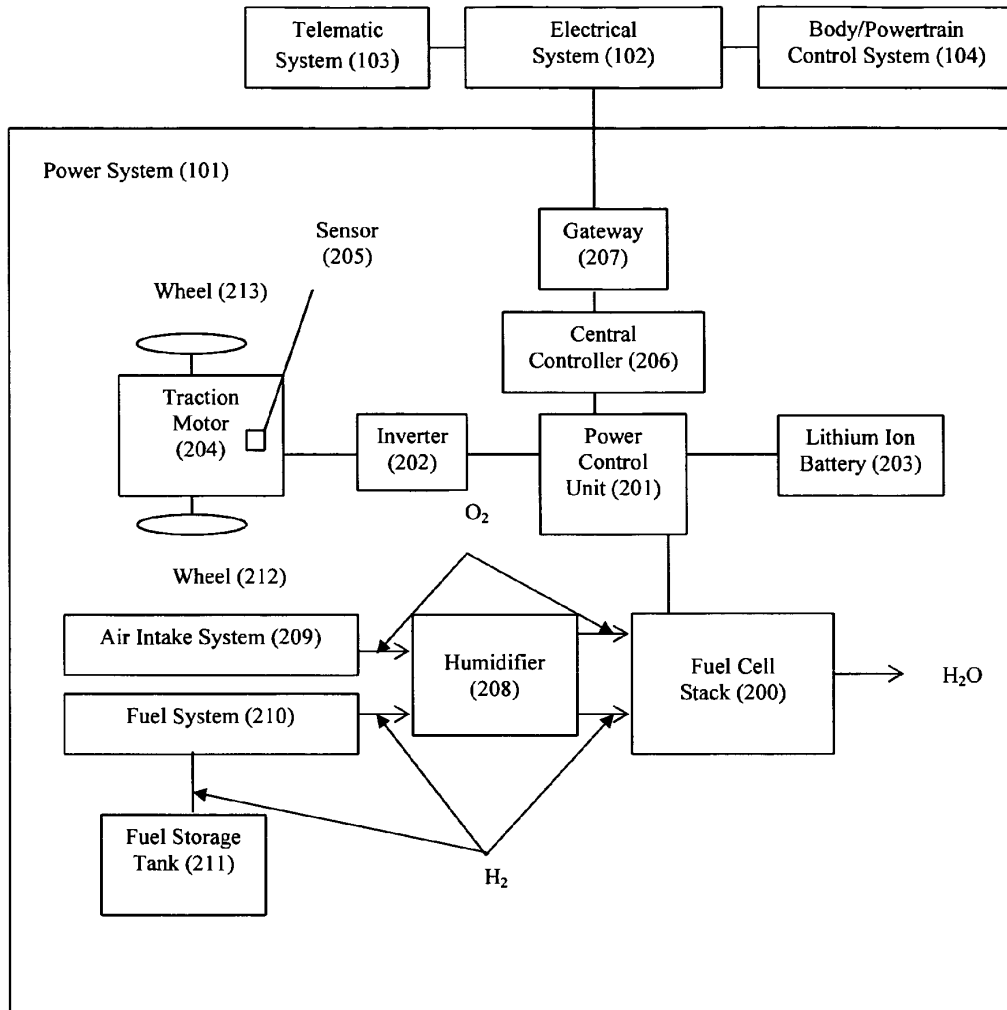 Telematic
System (103)
Electrical
System (102)
Body/Powertrain
Control System (104)
Power System (101)
Sensor
(205)
Gateway
(207)
Wheel (213)
Central
Controller (206)
Traction
Motor
(204)
Inverter
(202)
Power
Control
Unit (201)
Lithium Ion
Battery (203)
O₂
Wheel (212)
Air Intake System (209)
Humidifier
(208)
Fuel Cell
Stack (200)
H₂O
Fuel System (210)
Fuel Storage
Tank (211)
H₂